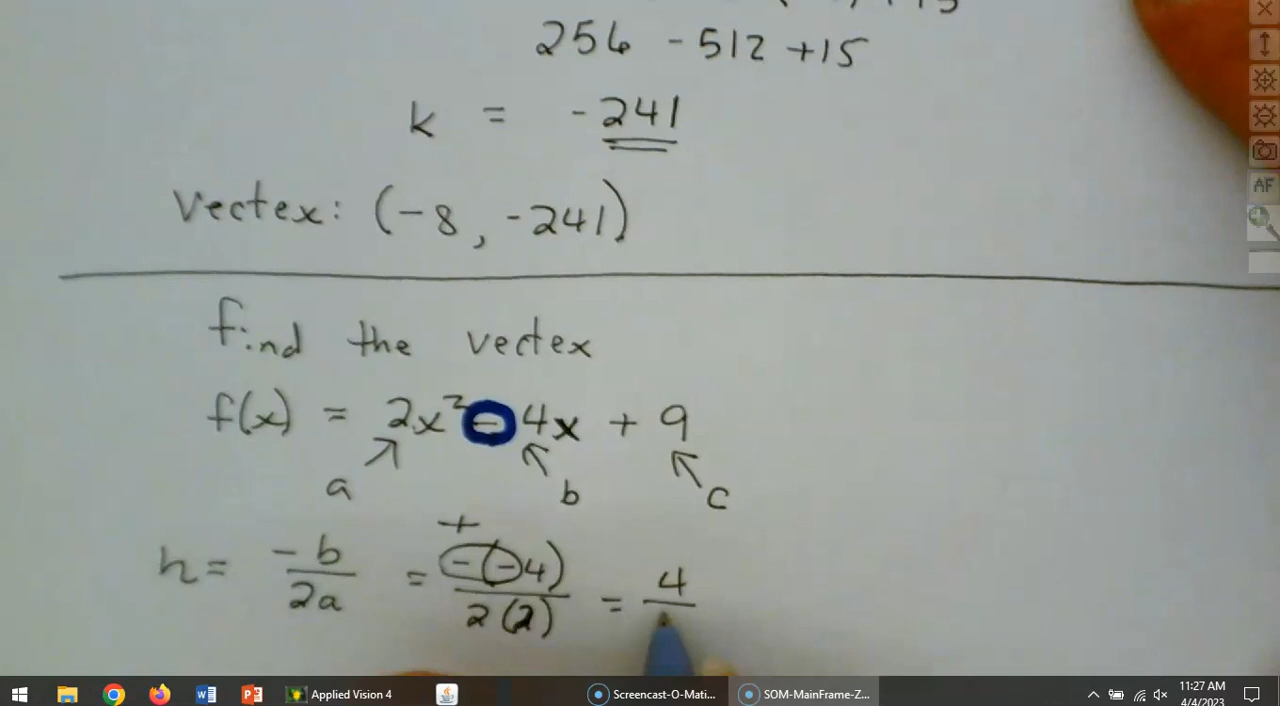 256 - 512 + 15
k = -241
Vertex: (-8, -241)
find the vertex
f(x) = 2x² - 4x + 9
a b c
+
h = -b/2a = -(-4)/2(2) = 4/
AF
Applied Vision 4
Screencast-O-Mati...
SOM-MainFrame-Z...
11:27 AM
4/4/2023